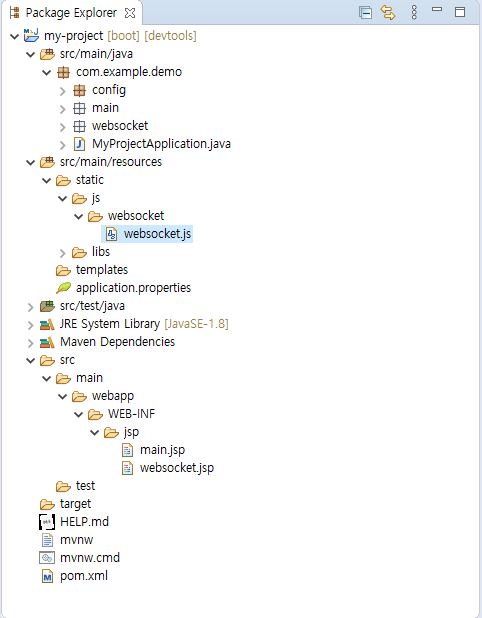 Package Explorer
my-project [boot] [devtools]
src/main/java
com.example.demo
config
main
websocket
MyProjectApplication.java
src/main/resources
static
js
websocket
websocket.js
libs
templates
application.properties
src/test/java
JRE System Library [JavaSE-1.8]
Maven Dependencies
src
main
webapp
WEB-INF
jsp
main.jsp
websocket.jsp
test
target
HELP.md
mvnw
mvnw.cmd
pom.xml